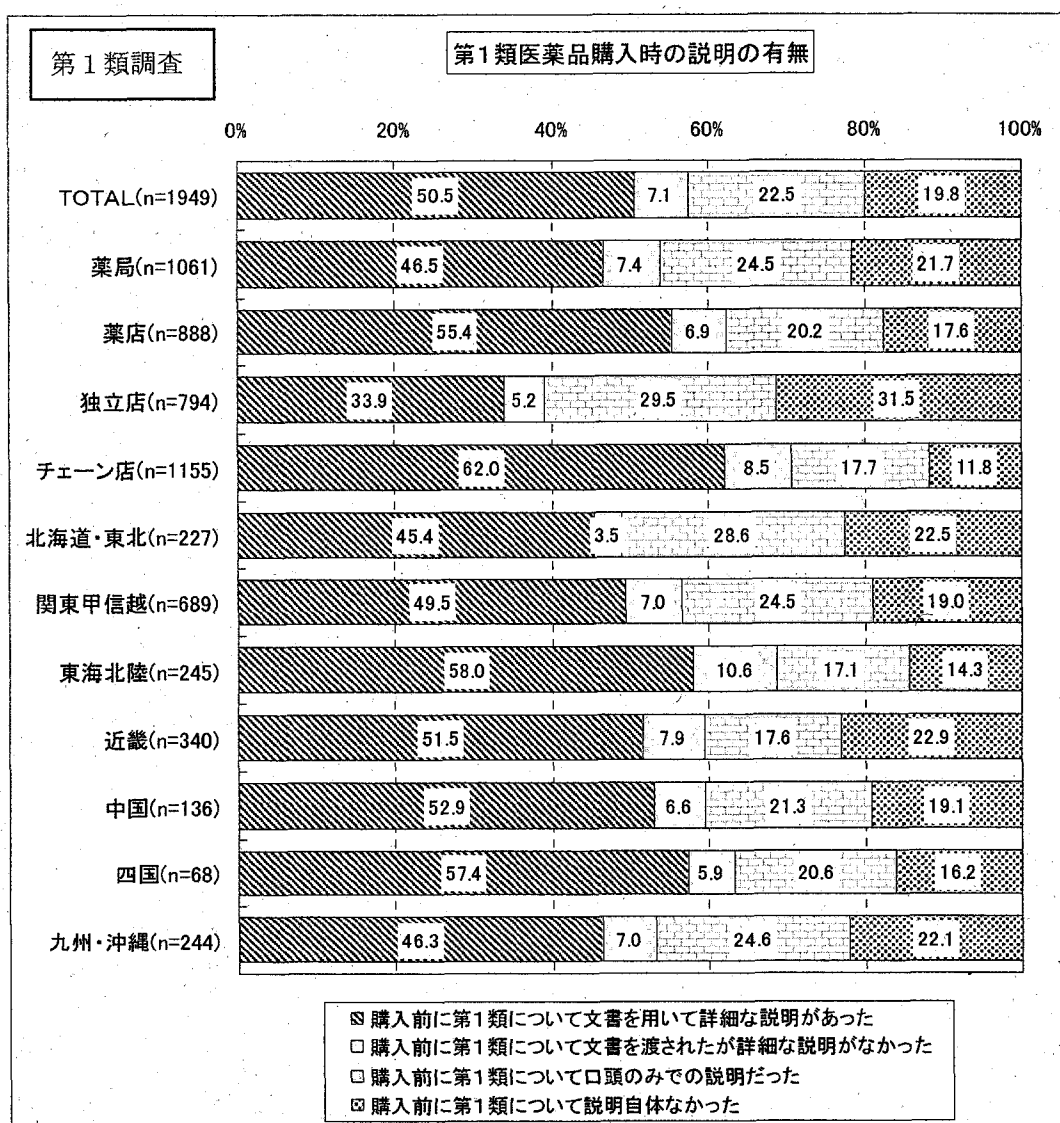 第1類調査
第1類医薬品購入時の説明の有無
0% 20% 40% 60% 80% 100%
TOTAL(n=1949) 50.5 7.1 22.5 19.8
薬局(n=1061) 46.5 7.4 24.5 21.7
薬店(n=888) 55.4 6.9 20.2 17.6
独立店(n=794) 33.9 5.2 29.5 31.5
チェーン店(n=1155) 62.0 8.5 17.7 11.8
北海道・東北(n=227) 45.4 3.5 28.6 22.5
関東甲信越(n=689) 49.5 7.0 24.5 19.0
東海北陸(n=245) 58.0 10.6 17.1 14.3
近畿(n=340) 51.5 7.9 17.6 22.9
中国(n=136) 52.9 6.6 21.3 19.1
四国(n=68) 57.4 5.9 20.6 16.2
九州・沖縄(n=244) 46.3 7.0 24.6 22.1
購入前に第1類について文書を用いて詳細な説明があった
購入前に第1類について文書を渡されたが詳細な説明がなかった
購入前に第1類について口頭のみでの説明だった
購入前に第1類について説明自体なかった